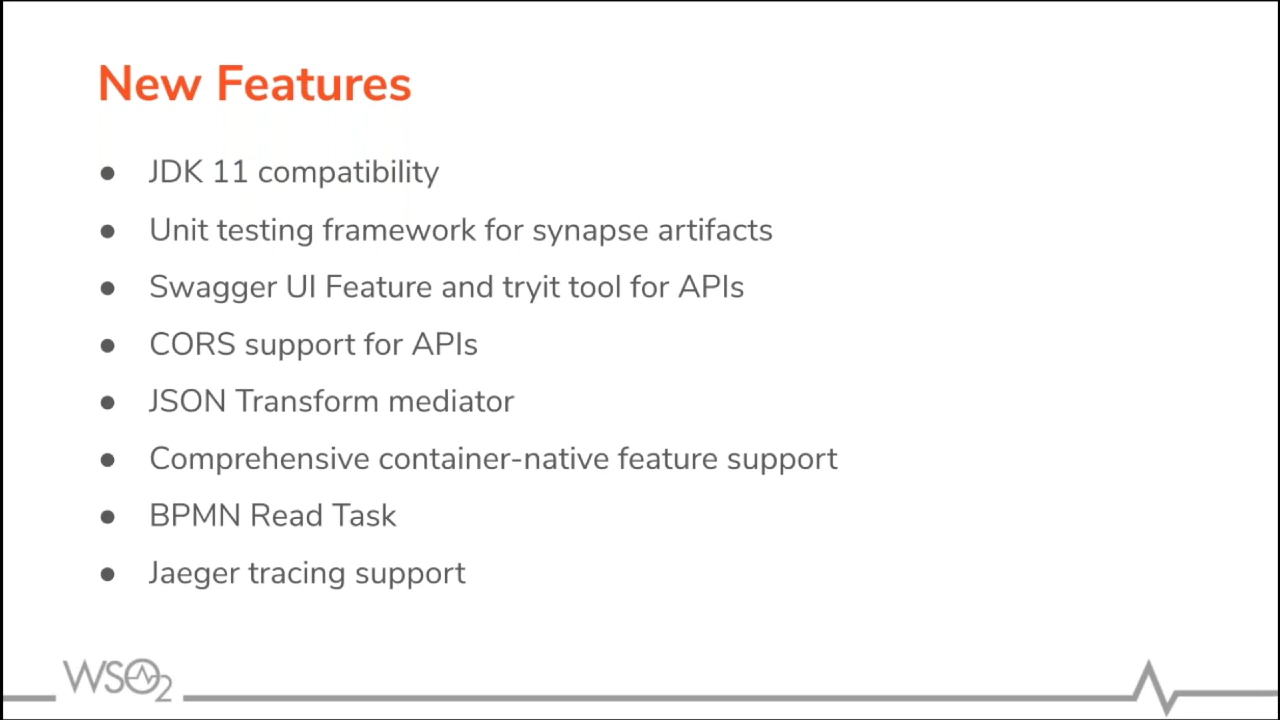 New Features
● JDK 11 compatibility
● Unit testing framework for synapse artifacts
● Swagger UI Feature and tryit tool for APIs
● CORS support for APIs
● JSON Transform mediator
● Comprehensive container-native feature support
● BPMN Read Task
● Jaeger tracing support
WSO2